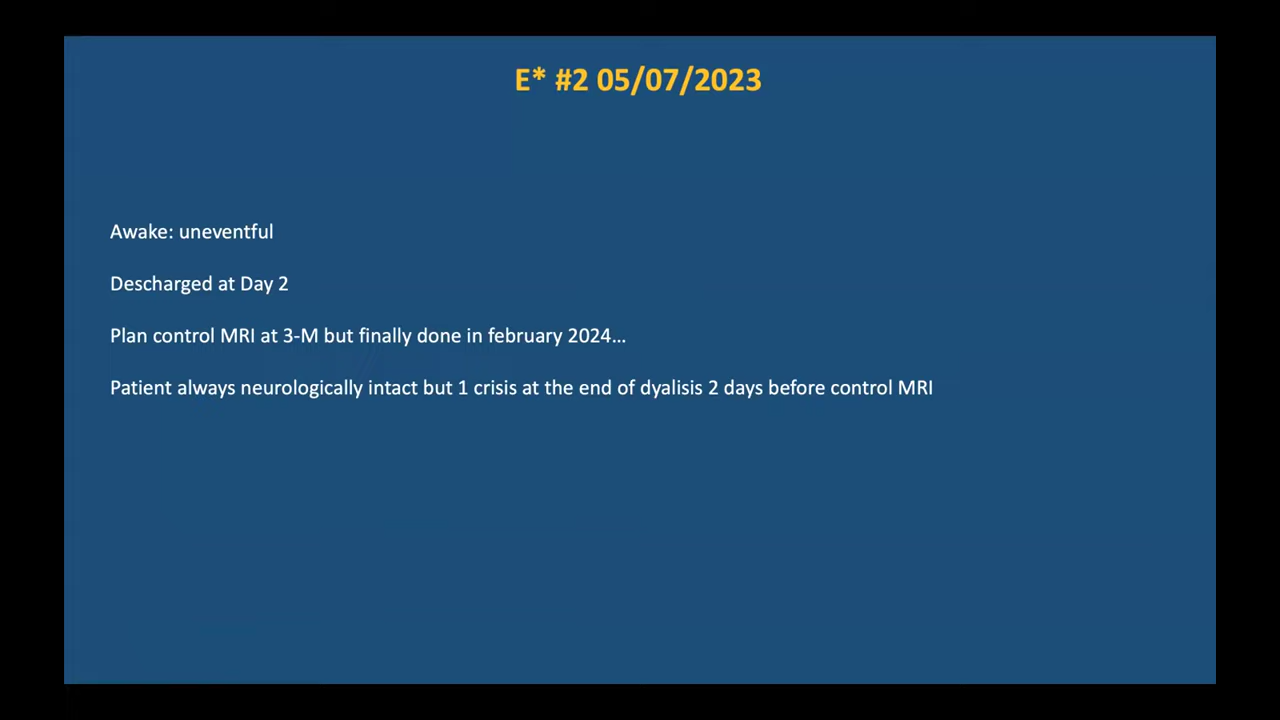 E* #2 05/07/2023
Awake: uneventful
Descharged at Day 2
Plan control MRI at 3-M but finally done in february 2024...
Patient always neurologically intact but 1 crisis at the end of dyalisis 2 days before control MRI